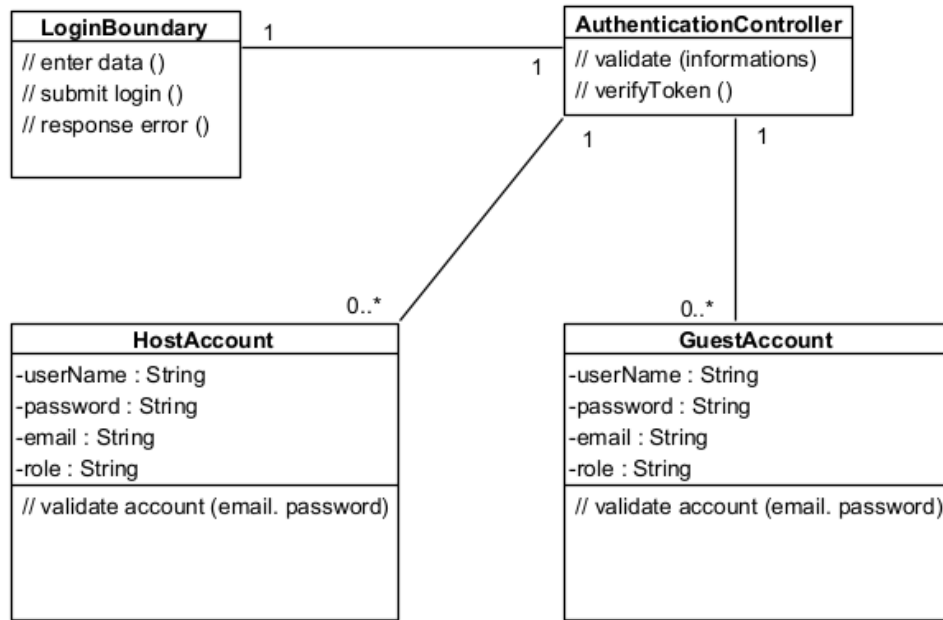 LoginBoundary
// enter data ()
// submit login ()
// response error ()
1
1
AuthenticationController
// validate (informations)
// verifyToken ()
1
1
0..*
0..*
HostAccount
-userName : String
-password : String
-email : String
-role : String
// validate account (email. password)
GuestAccount
-userName : String
-password : String
-email : String
-role : String
// validate account (email. password)